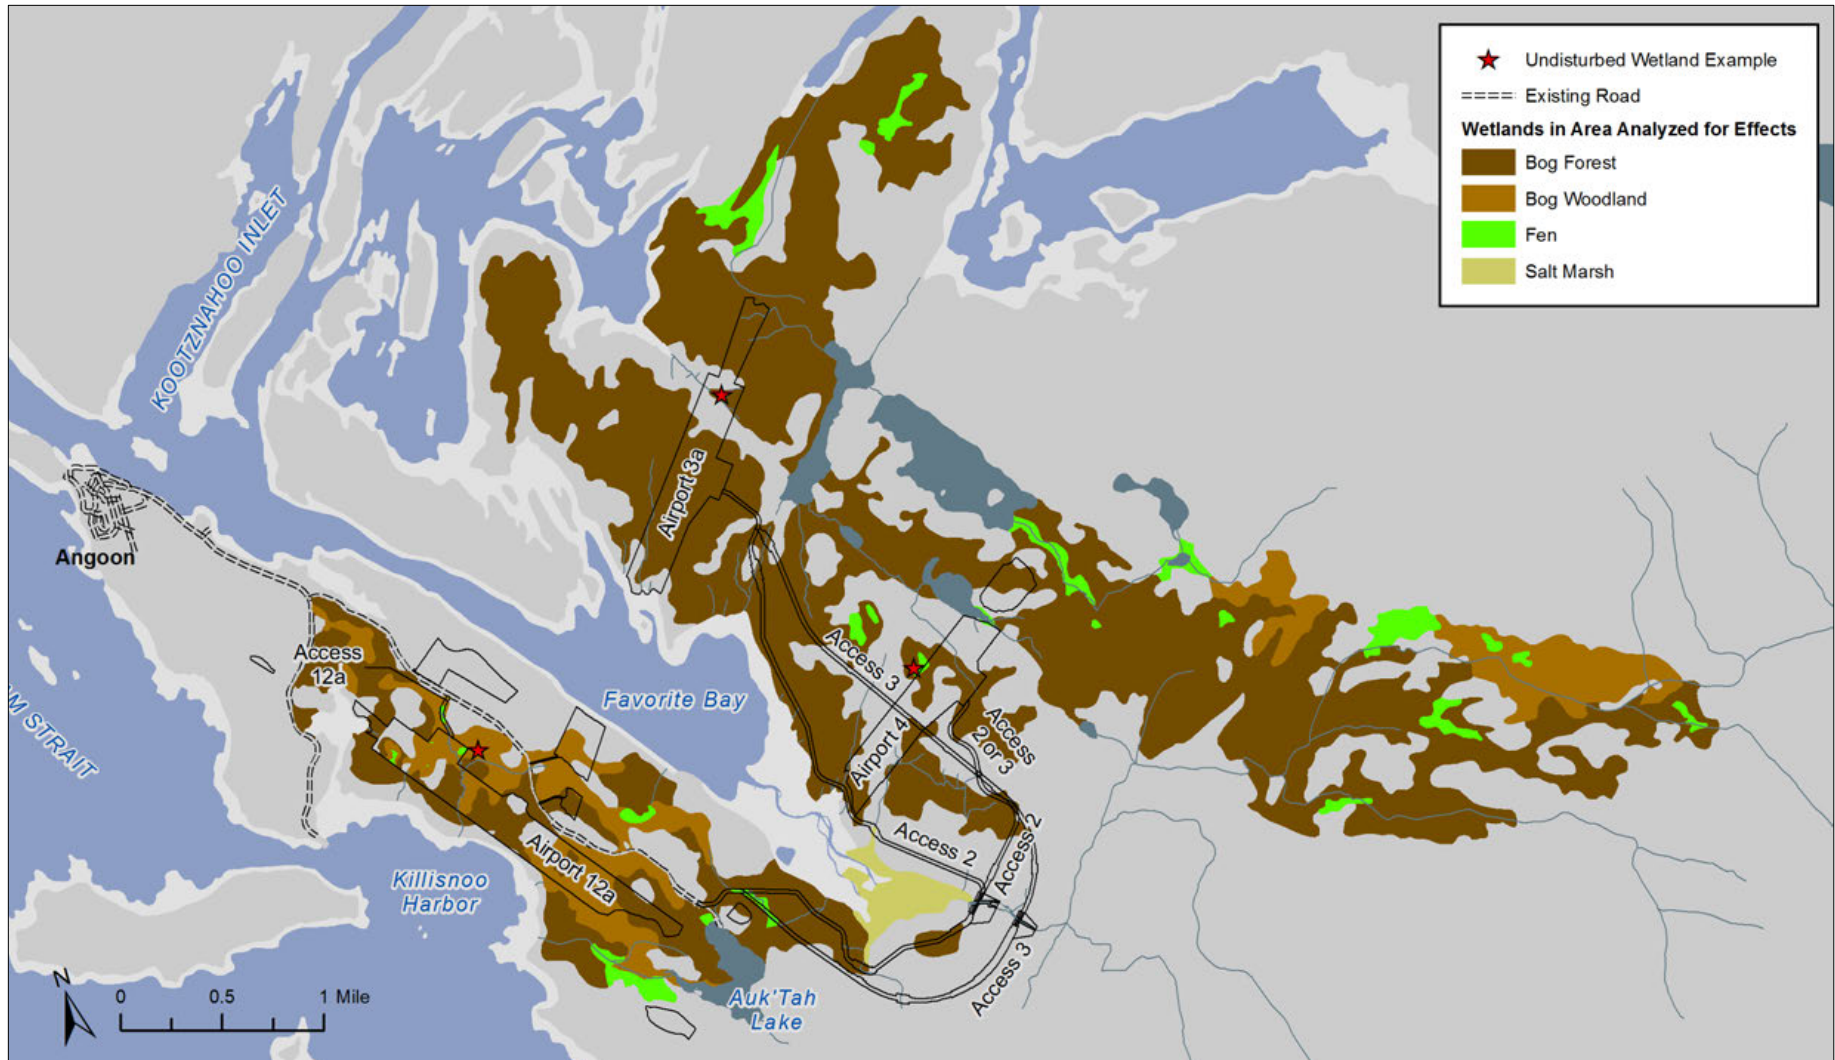 Undisturbed Wetland Example
Existing Road
Wetlands in Area Analyzed for Effects
Bog Forest
Bog Woodland
Fen
Salt Marsh
KOOTZNAHOO INLET
Airport 3a
Angoon
Access
12a
Favorite Bay
Access 3
Access
2 or 3
Airport 4
M STRAIT
Access 2
Access 2
Airport 12a
Killisnoo
Harbor
Access 3
Auk'Tah
Lake
N
0 0.5 1 Mile